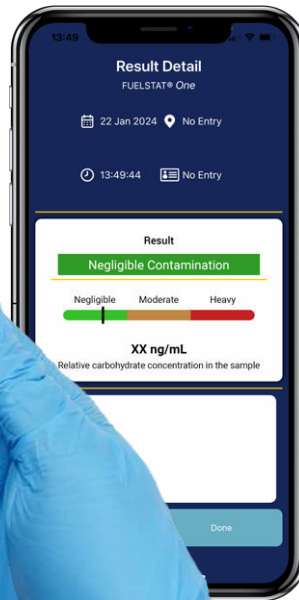 13:49
Result Detail
FUELSTAT® One
22 Jan 2024 No Entry
13:49:44 No Entry
Result
Negligible Contamination
Negligible Moderate Heavy
XX ng/mL
Relative carbohydrate concentration in the sample
Done